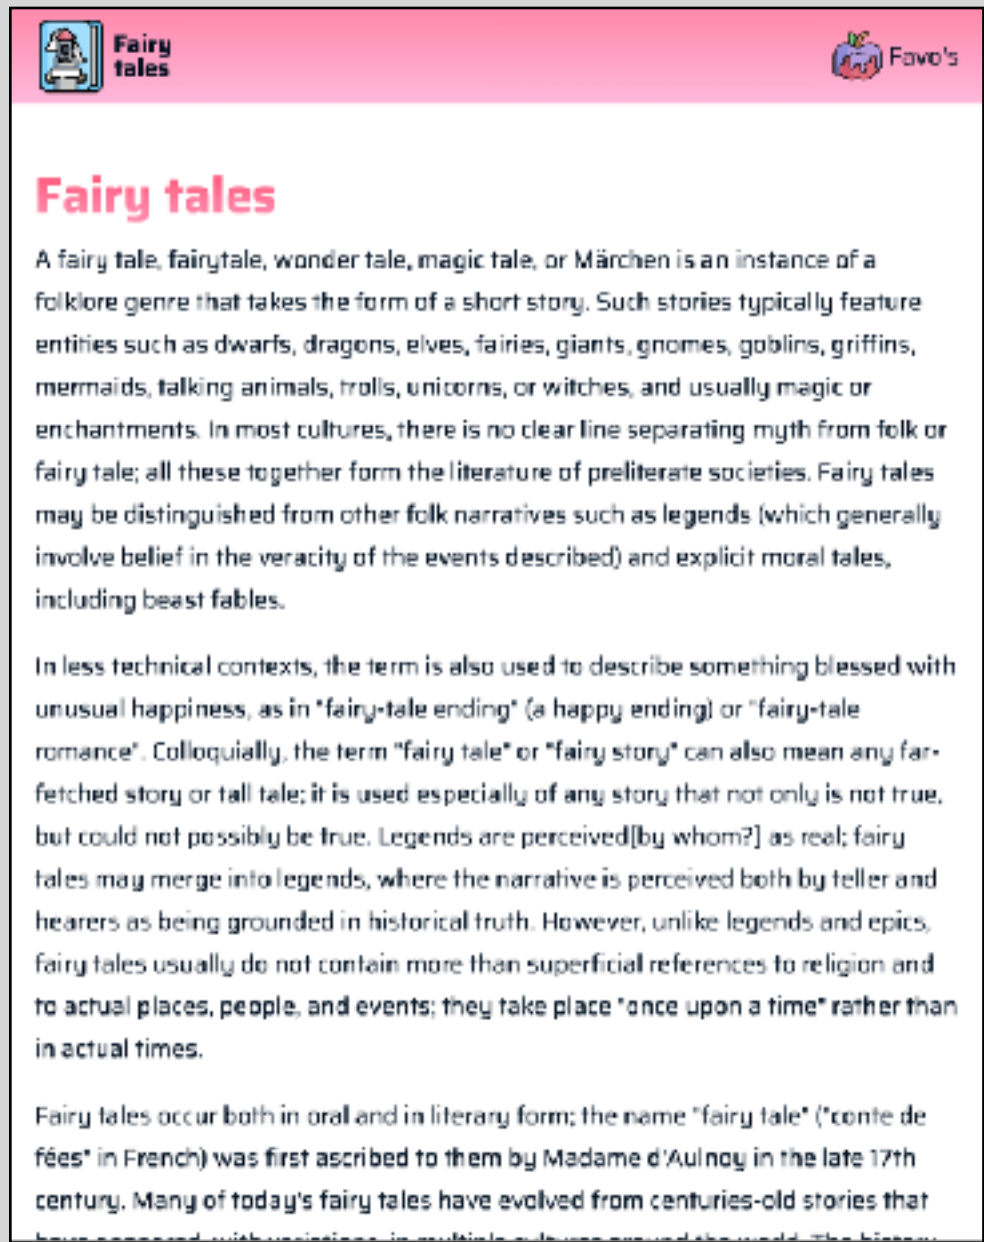 Fairy
tales
Favo's
Fairy tales
A fairy tale, fairytale, wonder tale, magic tale, or Märchen is an instance of a
folklore genre that takes the form of a short story. Such stories typically feature
entities such as dwarfs, dragons, elves, fairies, giants, gnomes, goblins, griffins,
mermaids, talking animals, trolls, unicorns, or witches, and usually magic or
enchantments. In most cultures, there is no clear line separating myth from folk or
fairy tale; all these together form the literature of preliterate societies. Fairy tales
may be distinguished from other folk narratives such as legends (which generally
involve belief in the veracity of the events described) and explicit moral tales,
including beast fables.
In less technical contexts, the term is also used to describe something blessed with
unusual happiness, as in "fairy-tale ending" (a happy ending) or "fairy-tale
romance". Colloquially, the term "fairy tale" or "fairy story" can also mean any far-
fetched story or tall tale; it is used especially of any story that not only is not true,
but could not possibly be true. Legends are perceived[by whom?] as real; fairy
tales may merge into legends, where the narrative is perceived both by teller and
hearers as being grounded in historical truth. However, unlike legends and epics,
fairy tales usually do not contain more than superficial references to religion and
to actual places, people, and events; they take place "once upon a time" rather than
in actual times.
Fairy tales occur both in oral and in literary form; the name "fairy tale" ("conte de
fées" in French) was first ascribed to them by Madame d'Aulnoy in the late 17th
century. Many of today's fairy tales have evolved from centuries-old stories that
have appeared, with variations, in multiple cultures around the world. The history